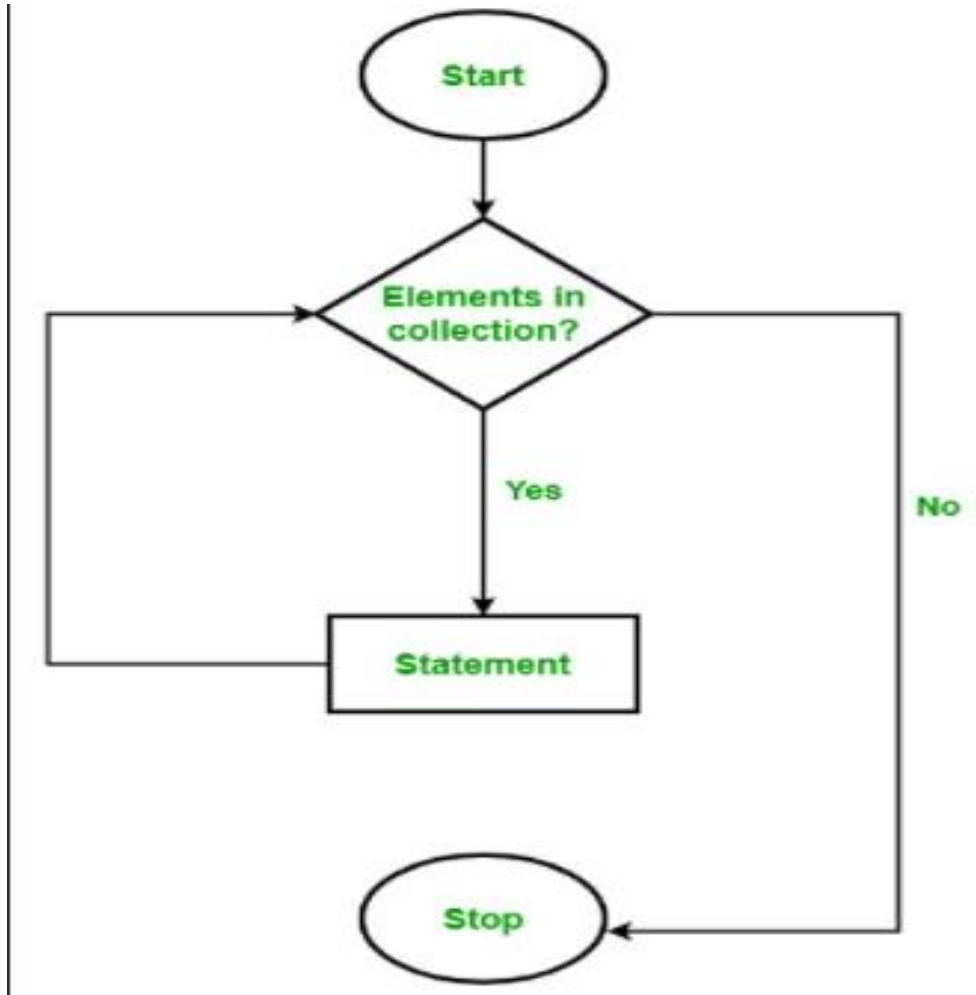 Start
Elements in
collection?
Yes
No
Statement
Stop